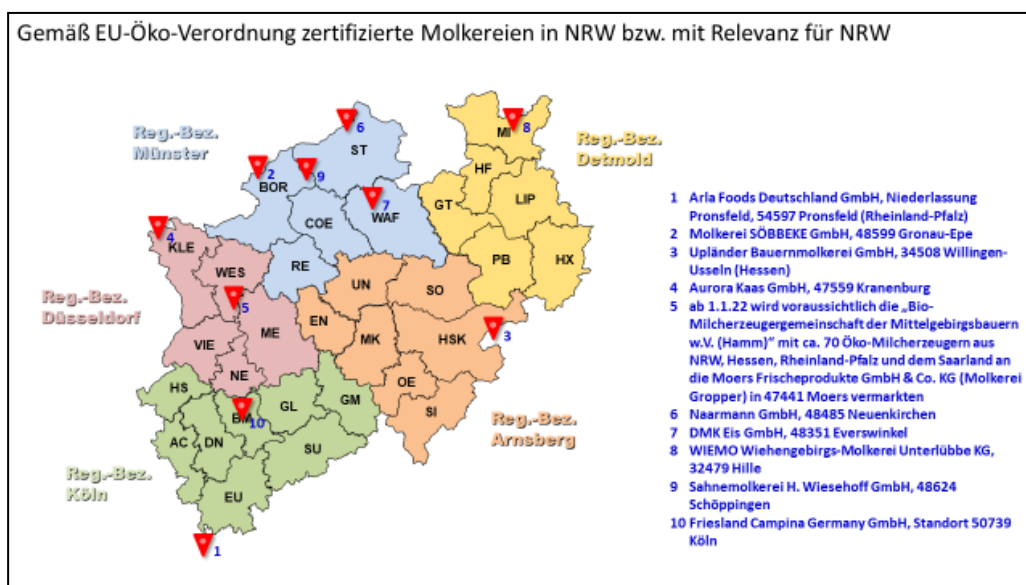 Gemäß EU-Öko-Verordnung zertifizierte Molkereien in NRW bzw. mit Relevanz für NRW
Reg.-Bez.
Münster
Reg.-Bez.
Detmold
Reg.-Bez.
Düsseldorf
Reg.-Bez.
Arnsberg
Reg.-Bez.
Köln
6
ST
8
MI
2
BOR
9
HF
7
WAF
GT
LIP
COE
4
KLE
WES
RE
PB
HX
UN
SO
5
ME
EN
MK
HSK
3
VIE
NE
OE
HS
BM
10
GL
GM
SI
AC
DN
SU
EU
1
1 Arla Foods Deutschland GmbH, Niederlassung
Pronsfeld, 54597 Pronsfeld (Rheinland-Pfalz)
2 Molkerei SÖBBEKE GmbH, 48599 Gronau-Epe
3 Upländer Bauernmolkerei GmbH, 34508 Willingen-
Usseln (Hessen)
4 Aurora Kaas GmbH, 47559 Kranenburg
5 ab 1.1.22 wird voraussichtlich die „Bio-
Milcherzeugergemeinschaft der Mittelgebirgsbauern
w.V. (Hamm)“ mit ca. 70 Öko-Milcherzeugern aus
NRW, Hessen, Rheinland-Pfalz und dem Saarland an
die Moers Frischeprodukte GmbH & Co. KG (Molkerei
Gropper) in 47441 Moers vermarkten
6 Naarmann GmbH, 48485 Neuenkirchen
7 DMK Eis GmbH, 48351 Everswinkel
8 WIEMO Wiehengebirgs-Molkerei Unterlübbe KG,
32479 Hille
9 Sahnemolkerei H. Wiesehoff GmbH, 48624
Schöppingen
10 Friesland Campina Germany GmbH, Standort 50739
Köln